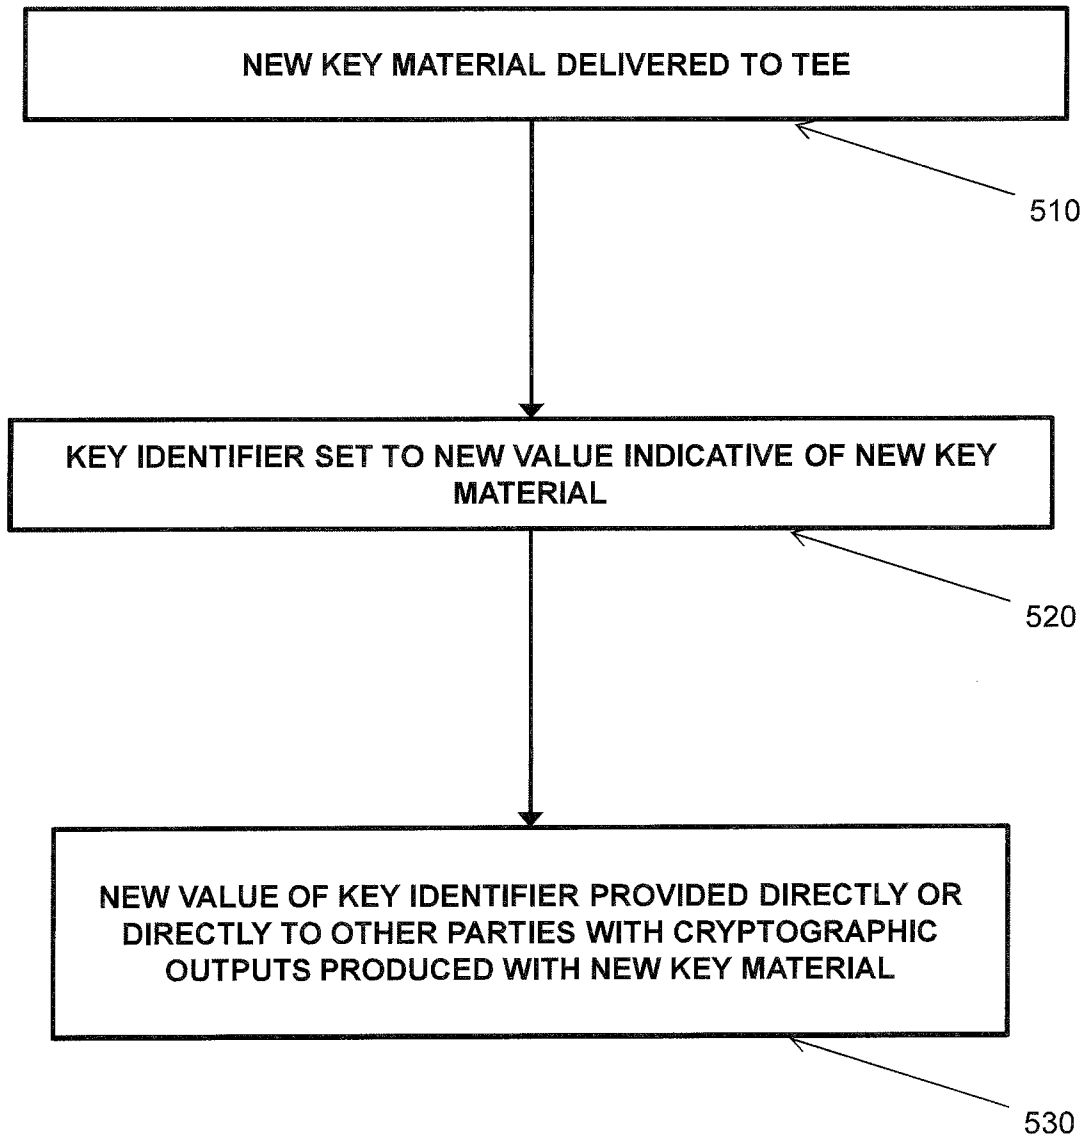 NEW KEY MATERIAL DELIVERED TO TEE
510
KEY IDENTIFIER SET TO NEW VALUE INDICATIVE OF NEW KEY
MATERIAL
520
NEW VALUE OF KEY IDENTIFIER PROVIDED DIRECTLY OR
DIRECTLY TO OTHER PARTIES WITH CRYPTOGRAPHIC
OUTPUTS PRODUCED WITH NEW KEY MATERIAL
530